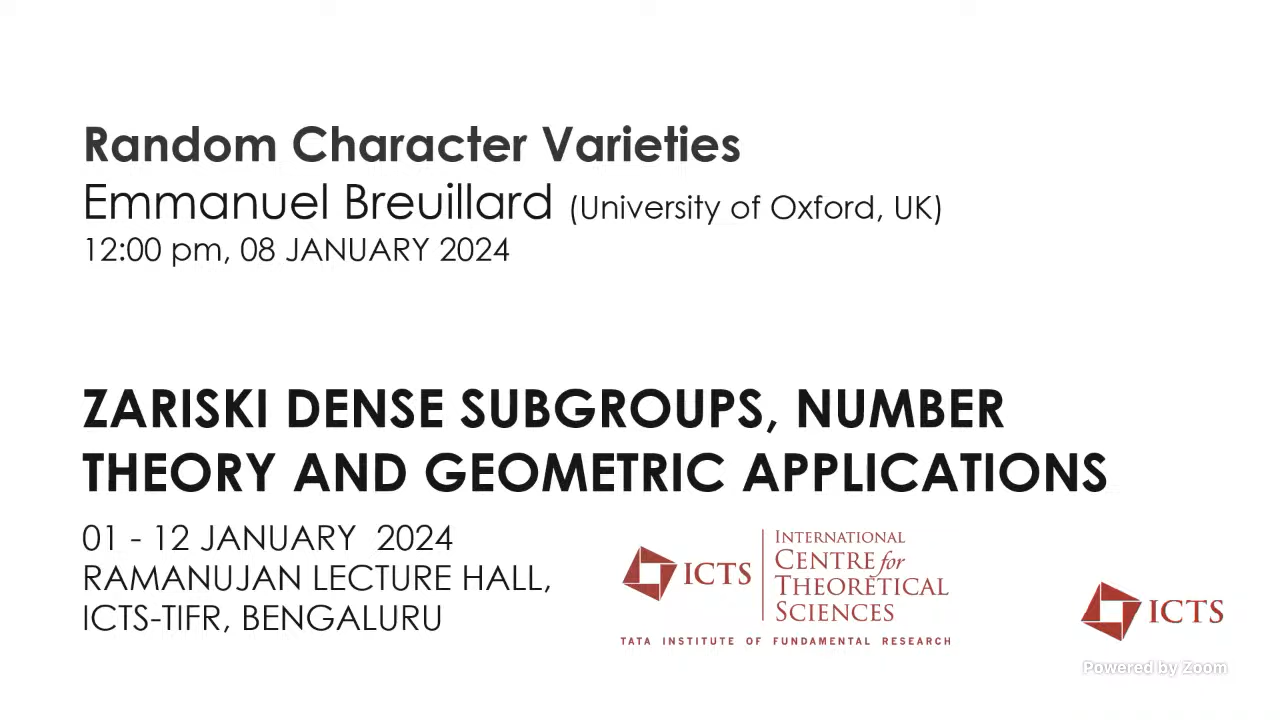 Random Character Varieties
Emmanuel Breuillard (University of Oxford, UK)
12:00 pm, 08 JANUARY 2024
ZARISKI DENSE SUBGROUPS, NUMBER
THEORY AND GEOMETRIC APPLICATIONS
01 - 12 JANUARY 2024
RAMANUJAN LECTURE HALL,
ICTS-TIFR, BENGALURU
ICTS
INTERNATIONAL
CENTRE for
THEORETICAL
SCIENCES
TATA INSTITUTE OF FUNDAMENTAL RESEARCH
ICTS
Powered by Zoom